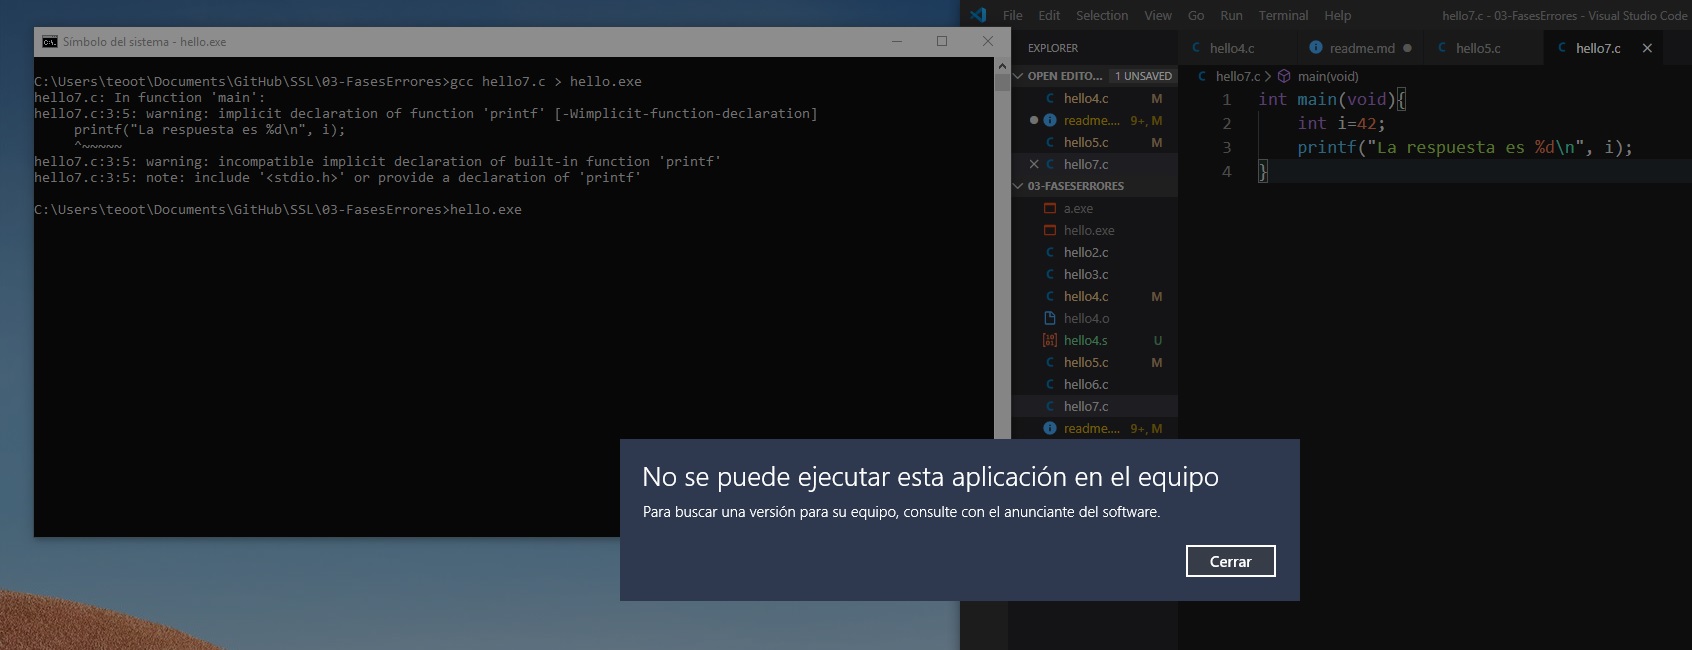 Símbolo del sistema - hello.exe
C:\Users\teoot\Documents\GitHub\SSL\03-FasesErrores>gcc hello7.c > hello.exe
hello7.c: In function 'main':
hello7.c:3:5: warning: implicit declaration of function 'printf' [-Wimplicit-function-declaration]
printf("La respuesta es %d\n", i);
^~~~~~
hello7.c:3:5: warning: incompatible implicit declaration of built-in function 'printf'
hello7.c:3:5: note: include '<stdio.h>' or provide a declaration of 'printf'
C:\Users\teoot\Documents\GitHub\SSL\03-FasesErrores>hello.exe
File Edit Selection View Go Run Terminal Help hello7.c - 03-FasesErrores - Visual Studio Code
EXPLORER
OPEN EDITO... 1 UNSAVED
C hello4.c M
readme.... 9+, M
C hello5.c M
C hello7.c
03-FASESERRORES
a.exe
hello.exe
C hello2.c
C hello3.c
C hello4.c M
hello4.o
hello4.s U
C hello5.c M
C hello6.c
C hello7.c
readme.... 9+, M
C hello4.c readme.md C hello5.c C hello7.c
C hello7.c > main(void)
1 int main(void){
2 int i=42;
3 printf("La respuesta es %d\n", i);
4 }
No se puede ejecutar esta aplicación en el equipo
Para buscar una versión para su equipo, consulte con el anunciante del software.
Cerrar